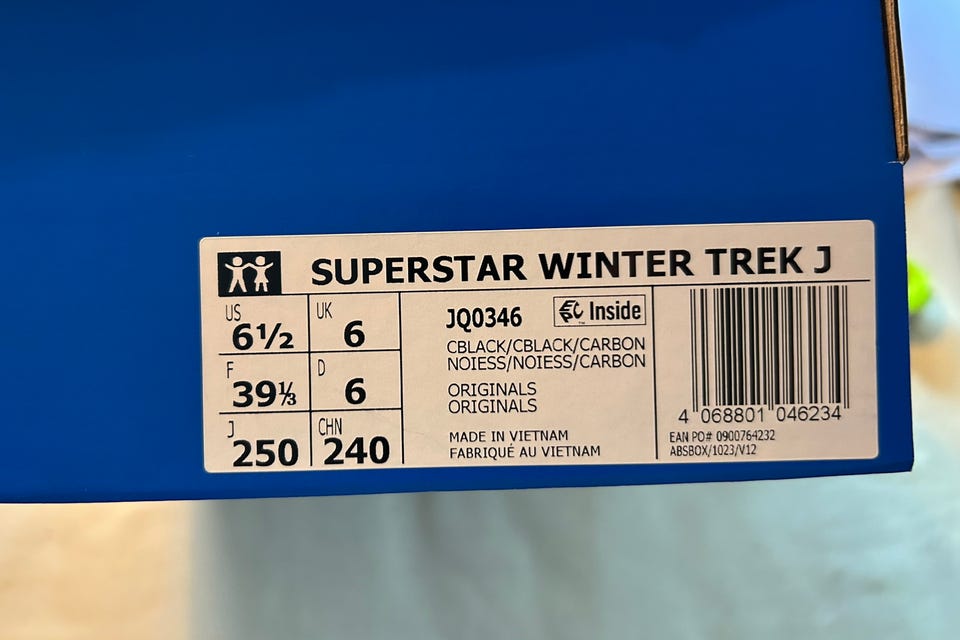 SUPERSTAR WINTER TREK J
US UK
6½ 6
F D
39⅓ 6
J CHN
250 240
JQ0346 Inside
CBLACK/CBLACK/CARBON
NOIESS/NOIESS/CARBON
ORIGINALS
ORIGINALS
MADE IN VIETNAM
FABRIQUÉ AU VIETNAM
4 068801 046234
EAN PO# 0900764232
ABSBOX/1023/V12